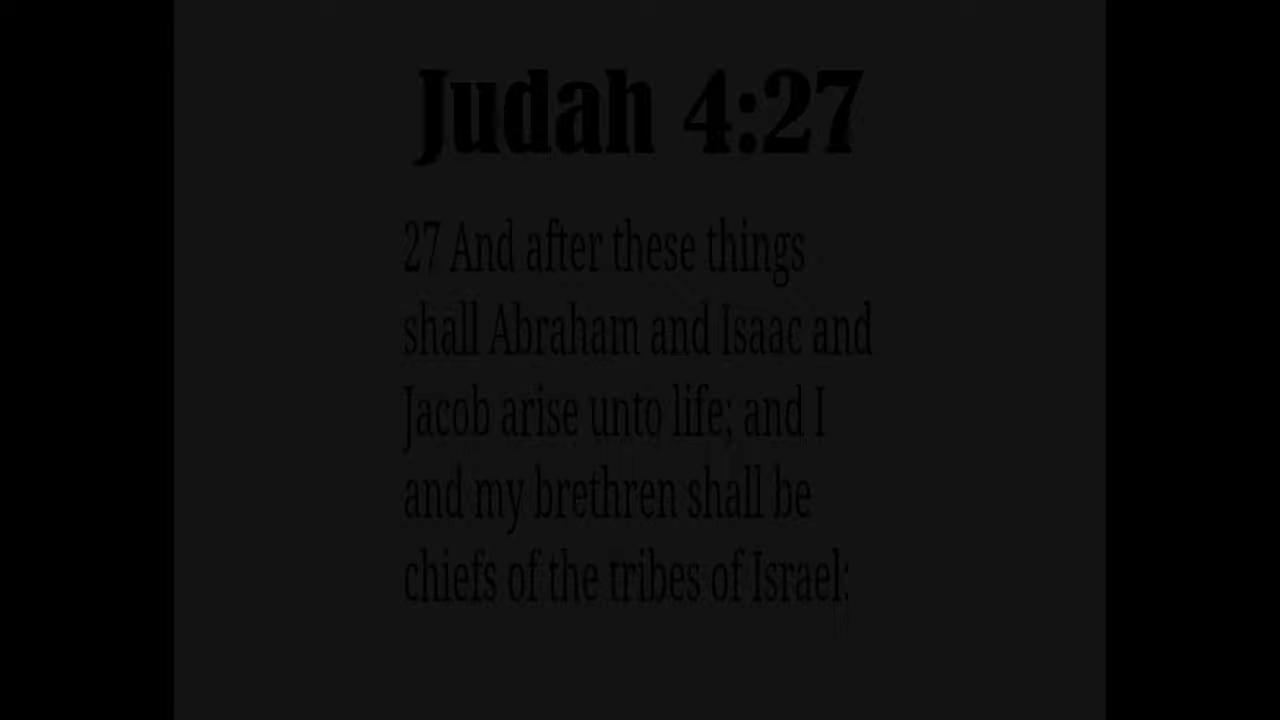 Judah 4:27
27 And after these things
shall Abraham and Isaac and
Jacob arise unto life; and I
and my brethren shall be
chiefs of the tribes of Israel: